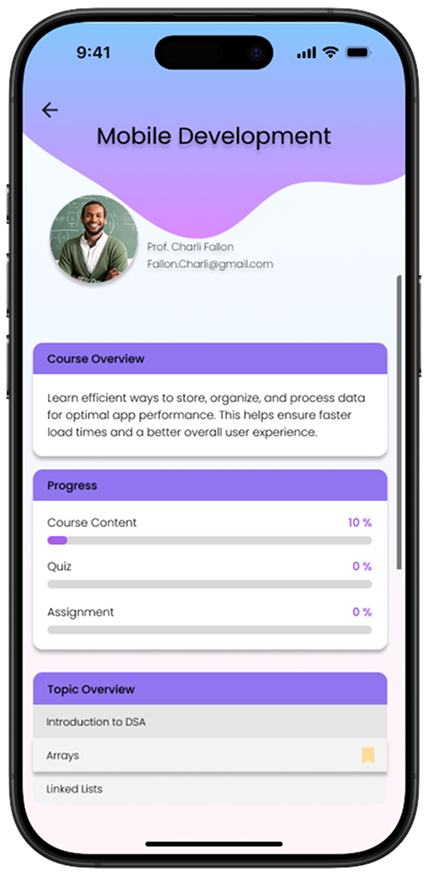 9:41
Mobile Development
Prof. Charli Fallon
Fallon.Charli@gmail.com
Course Overview
Learn efficient ways to store, organize, and process data
for optimal app performance. This helps ensure faster
load times and a better overall user experience.
Progress
Course Content 10 %
Quiz 0 %
Assignment 0 %
Topic Overview
Introduction to DSA
Arrays
Linked Lists